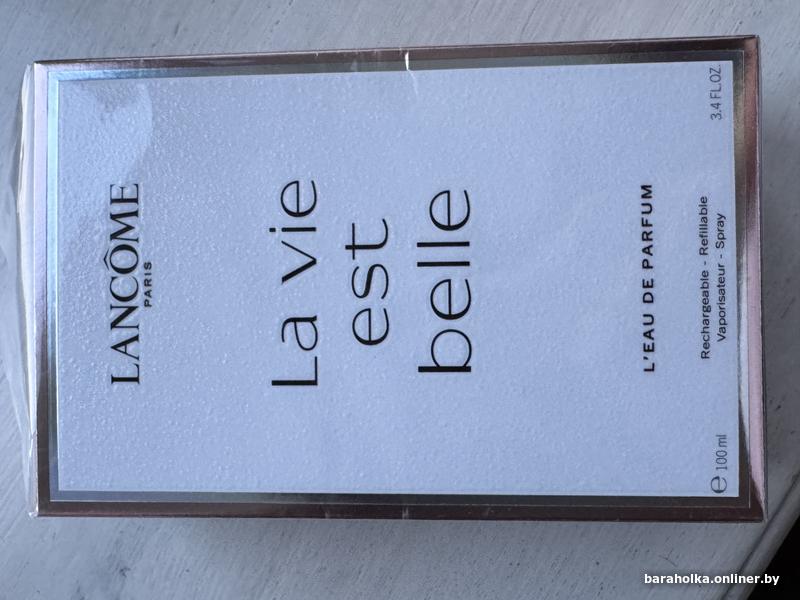 LANCÔME
PARIS
La vie
est
belle
L'EAU DE PARFUM
Rechargeable - Refillable
Vaporisateur - Spray
℮ 100 ml
3.4 FL.OZ.
baraholka.onliner.by